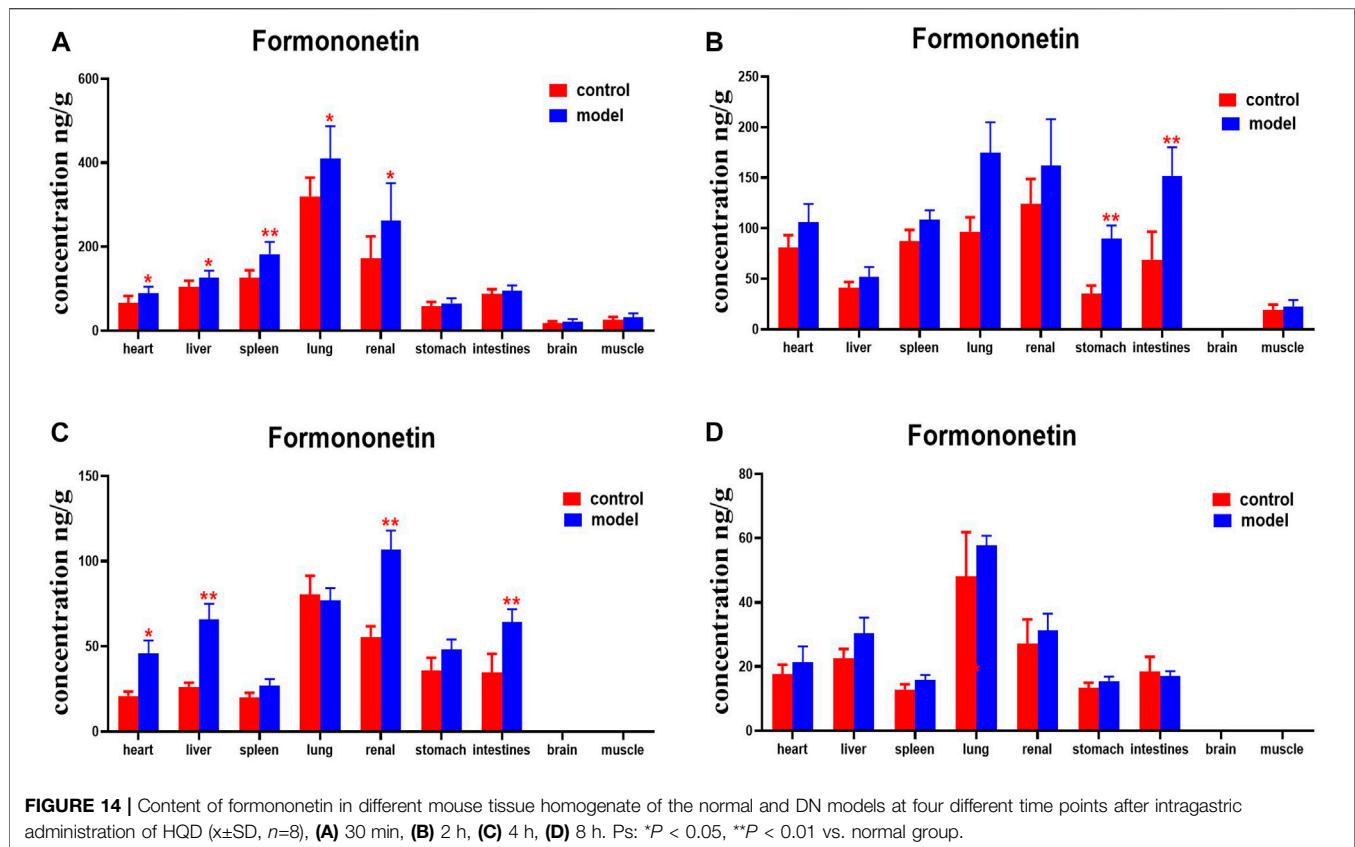 A
Formononetin
concentration ng/g
600
400
200
0
control
model
*
*
**
*
*
heart liver spleen lung renal stomach intestines brain muscle
B
Formononetin
concentration ng/g
250
200
150
100
50
0
control
model
**
**
heart liver spleen lung renal stomach intestines brain muscle
C
Formononetin
concentration ng/g
150
100
50
0
control
model
*
**
**
**
heart liver spleen lung renal stomach intestines brain muscle
D
Formononetin
concentration ng/g
80
60
40
20
0
control
model
heart liver spleen lung renal stomach intestines brain muscle
FIGURE 14 | Content of formononetin in different mouse tissue homogenate of the normal and DN models at four different time points after intragastric
administration of HQD (x±SD, n=8), (A) 30 min, (B) 2 h, (C) 4 h, (D) 8 h. Ps: *P < 0.05, **P < 0.01 vs. normal group.